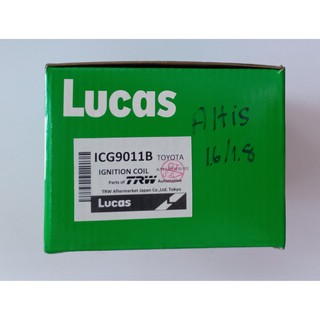 Lucas
Altis
1.6/1.8
ICG9011B TOYOTA
IGNITION COIL
Parts of TRW Automotive
TRW Aftermarket Japan Co.,Ltd. Tokyo
Lucas